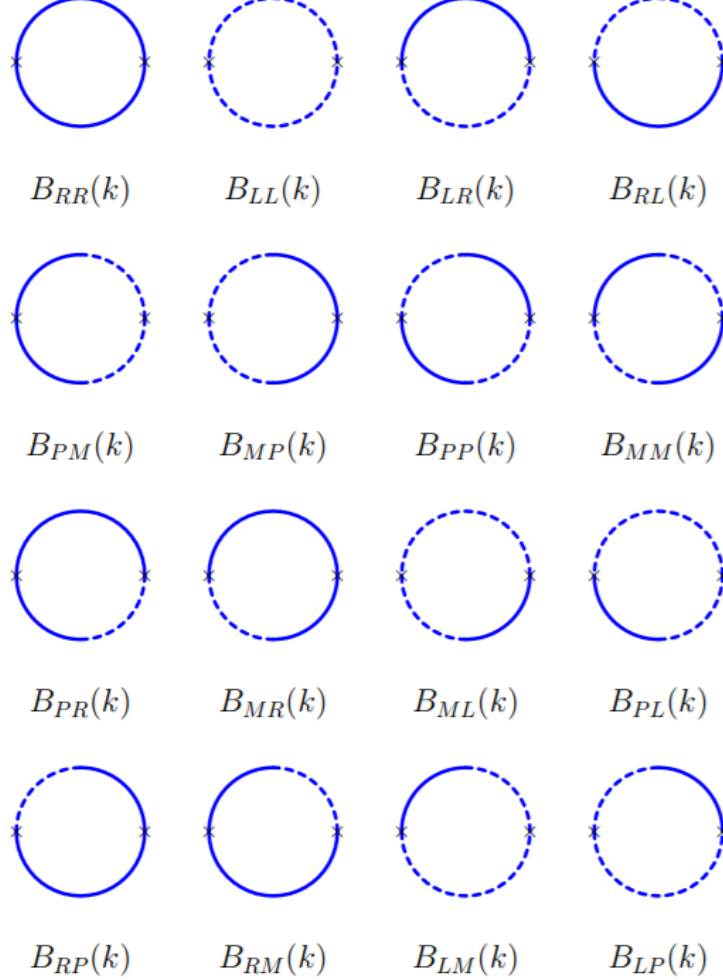 B_{RR}(k) B_{LL}(k) B_{LR}(k) B_{RL}(k)
B_{PM}(k) B_{MP}(k) B_{PP}(k) B_{MM}(k)
B_{PR}(k) B_{MR}(k) B_{ML}(k) B_{PL}(k)
B_{RP}(k) B_{RM}(k) B_{LM}(k) B_{LP}(k)